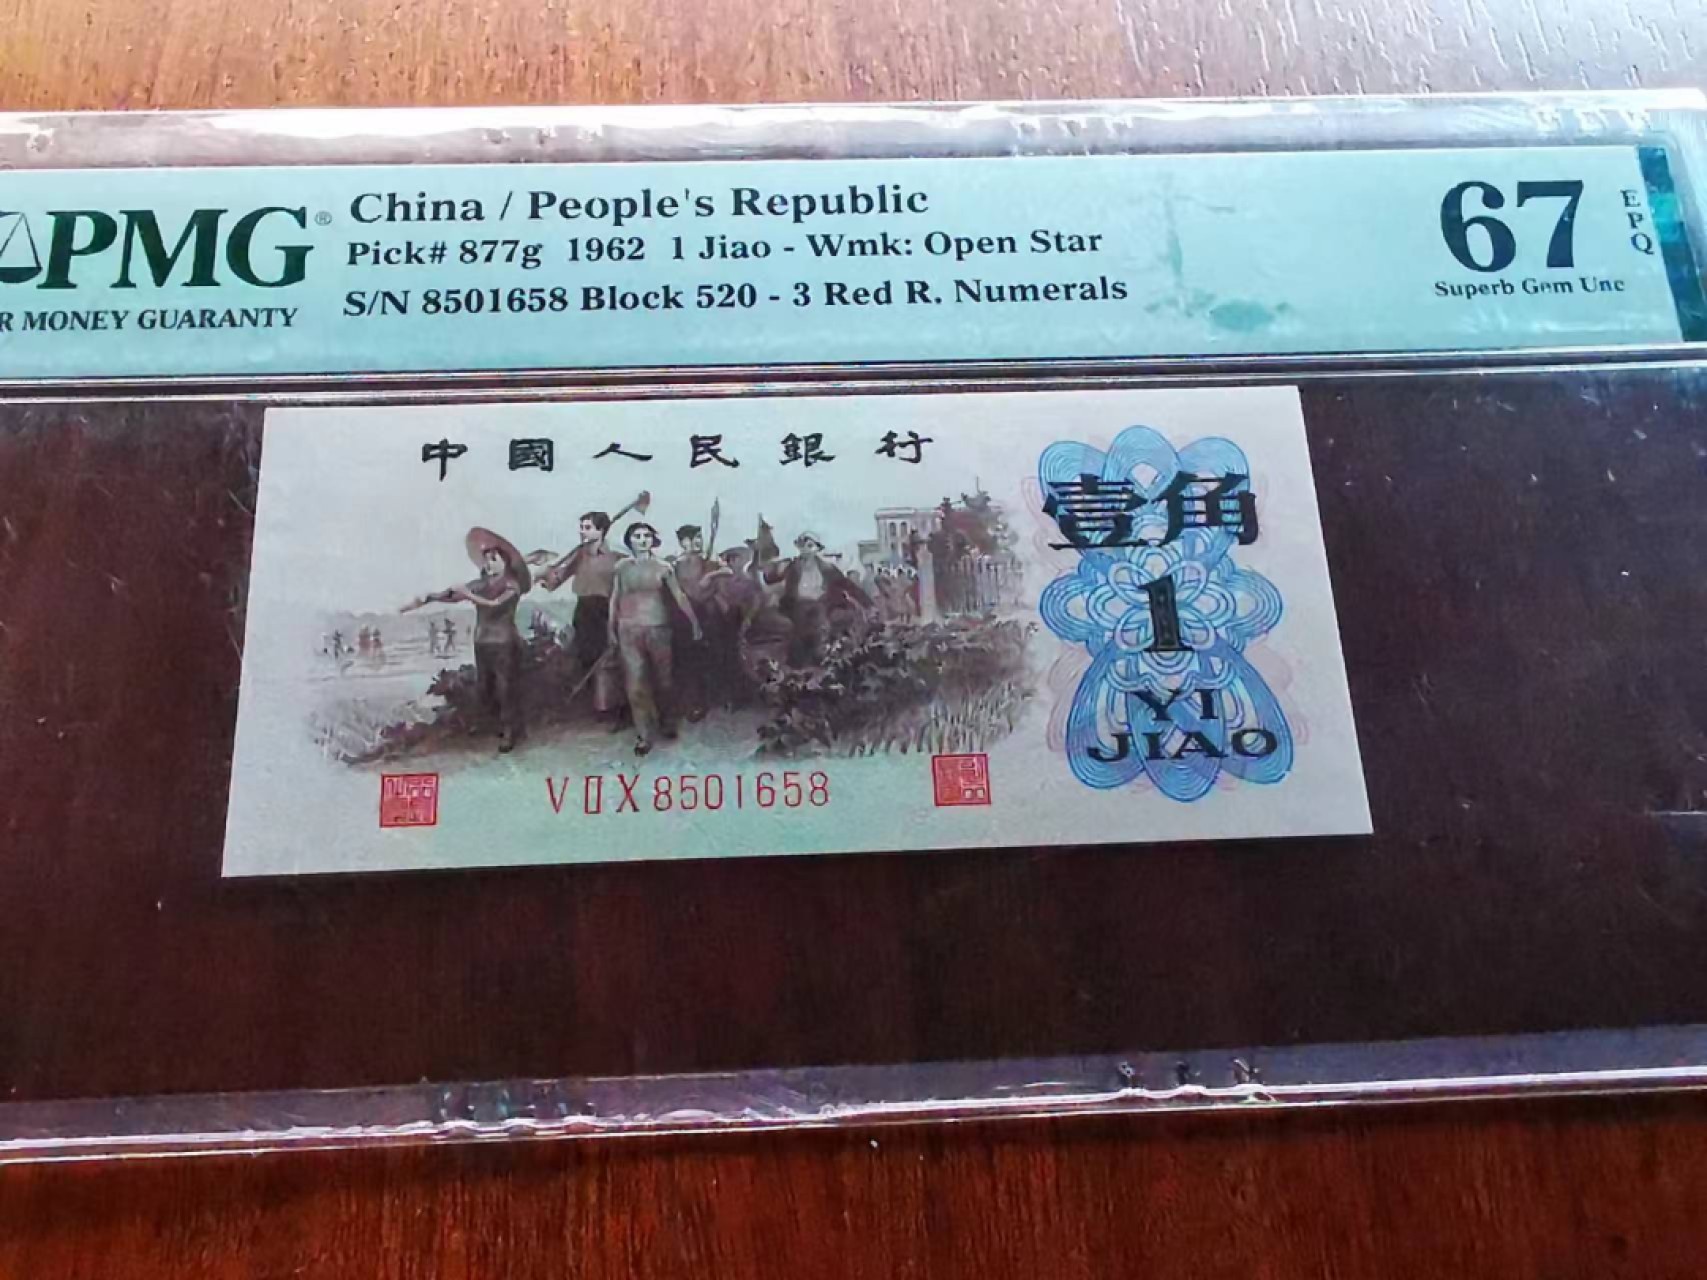 PMG®
R MONEY GUARANTY
China / People's Republic
Pick# 877g 1962 1 Jiao - Wmk: Open Star
S/N 8501658 Block 520 - 3 Red R. Numerals
67
EPQ
Superb Gem Unc
中國人民銀行
壹角
1
YI
JIAO
VⅡX8501658